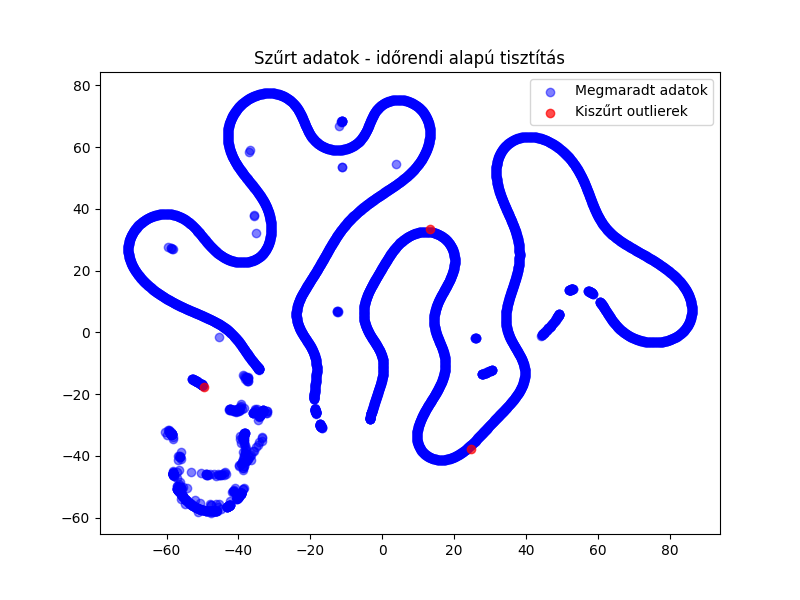 Szűrt adatok - időrendi alapú tisztítás
Megmaradt adatok
Kiszűrt outlierek
80
60
40
20
0
−20
−40
−60
−60 −40 −20 0 20 40 60 80